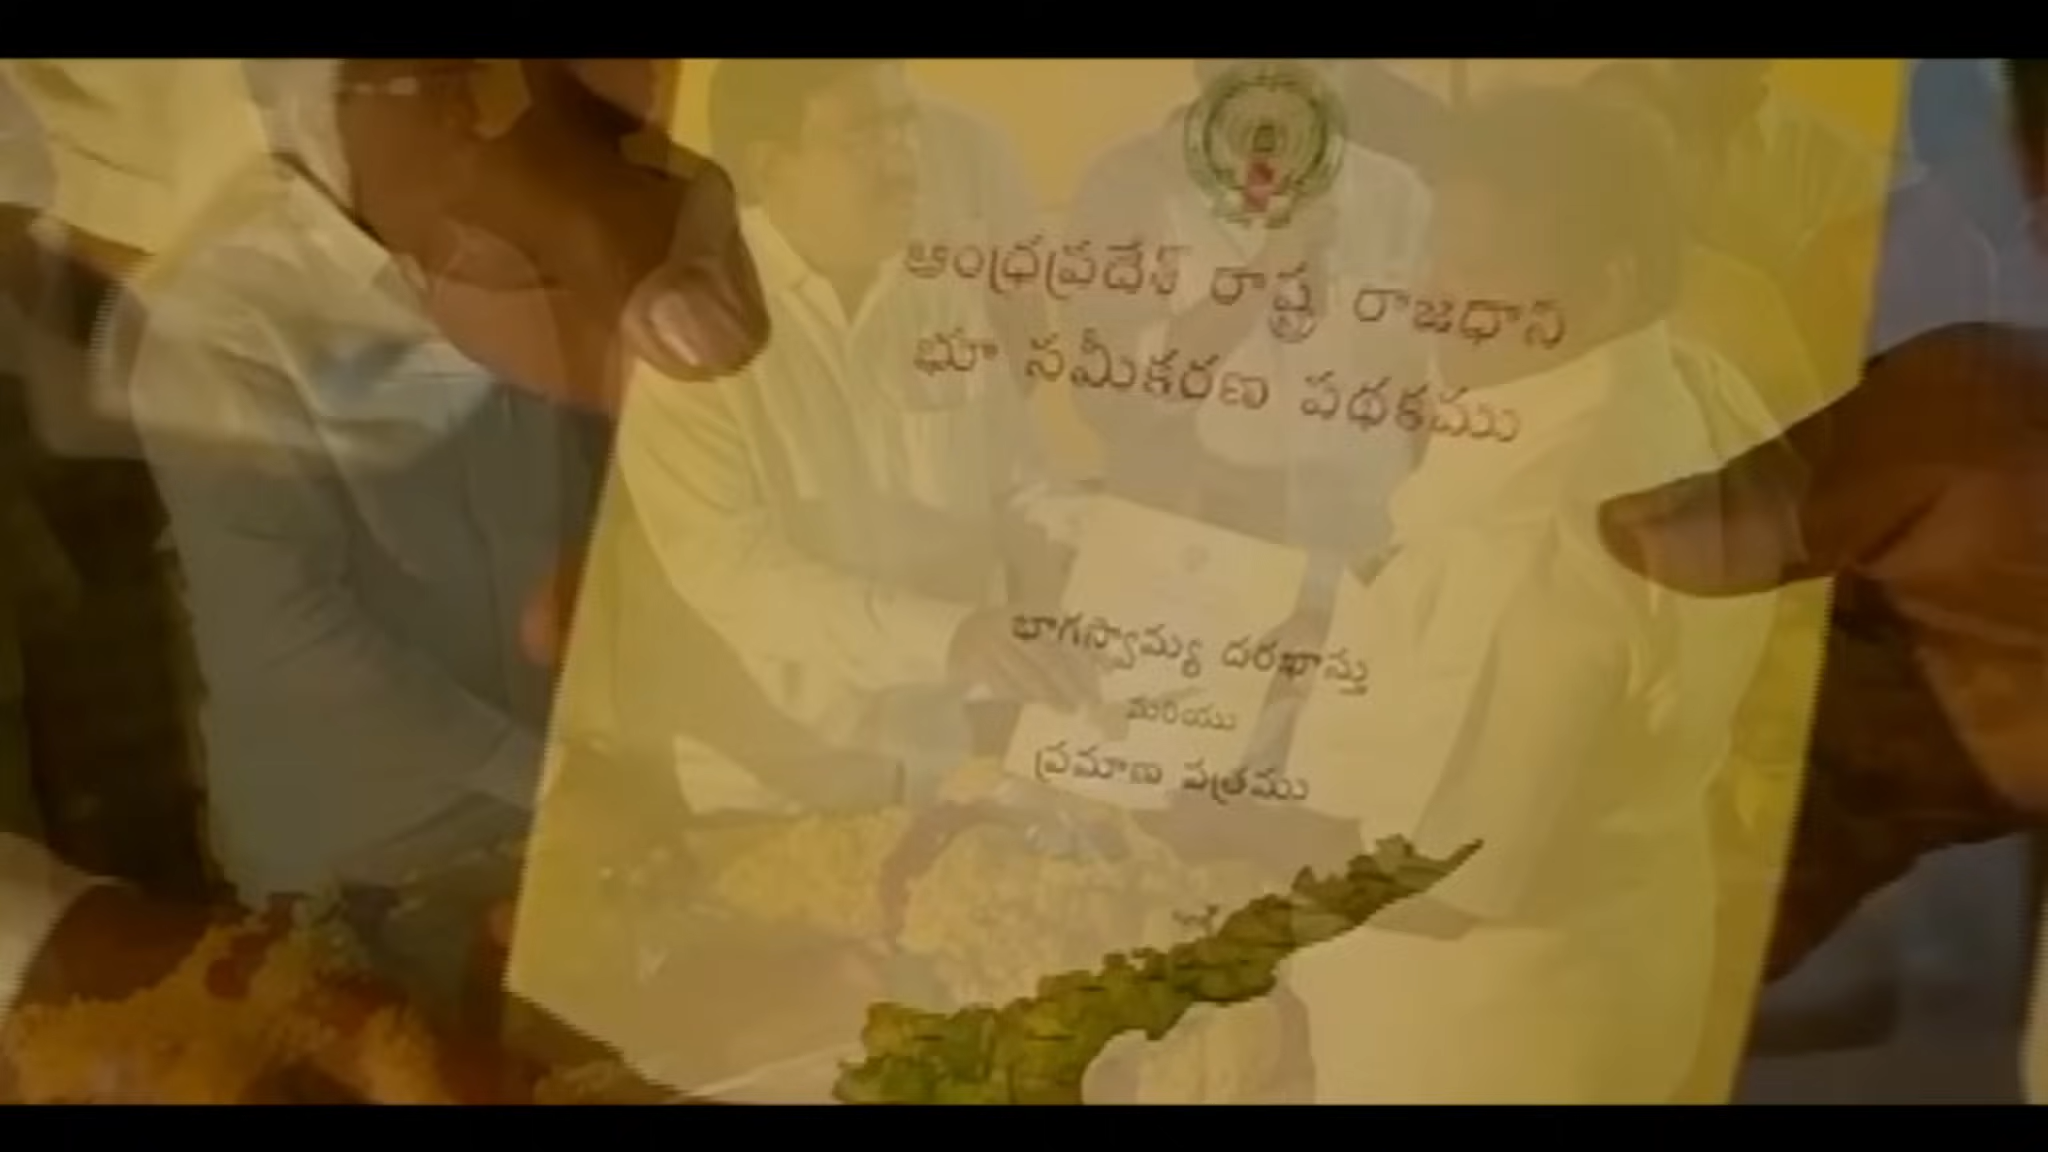 ఆంధ్రప్రదేశ్ రాష్ట్ర రాజధాని
భూ సమీకరణ పథకము
భాగస్వామ్య దరఖాస్తు
మరియు
ప్రమాణ పత్రము